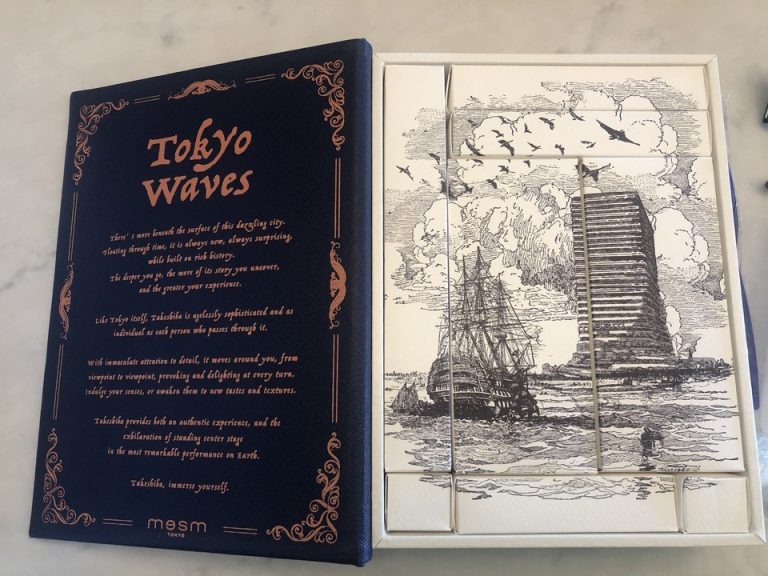 Tokyo
Waves
There's more beneath the surface of this dazzling city.
Floating through time, it is always new, always surprising,
while built on rich history.
The deeper you go, the more of its story you uncover,
and the greater your experience.
Like Tokyo itself, Takeshiba is agelessly sophisticated and as
individual as each person who passes through it.
With immaculate attention to detail, it moves around you, from
viewpoint to viewpoint, provoking and delighting at every turn.
Indulge your senses, or awaken them to new tastes and textures.
Takeshiba provides both an authentic experience, and the
exhilaration of standing center stage
in the most remarkable performance on Earth.
Takeshiba, immerse yourself.
mesm
TOKYO